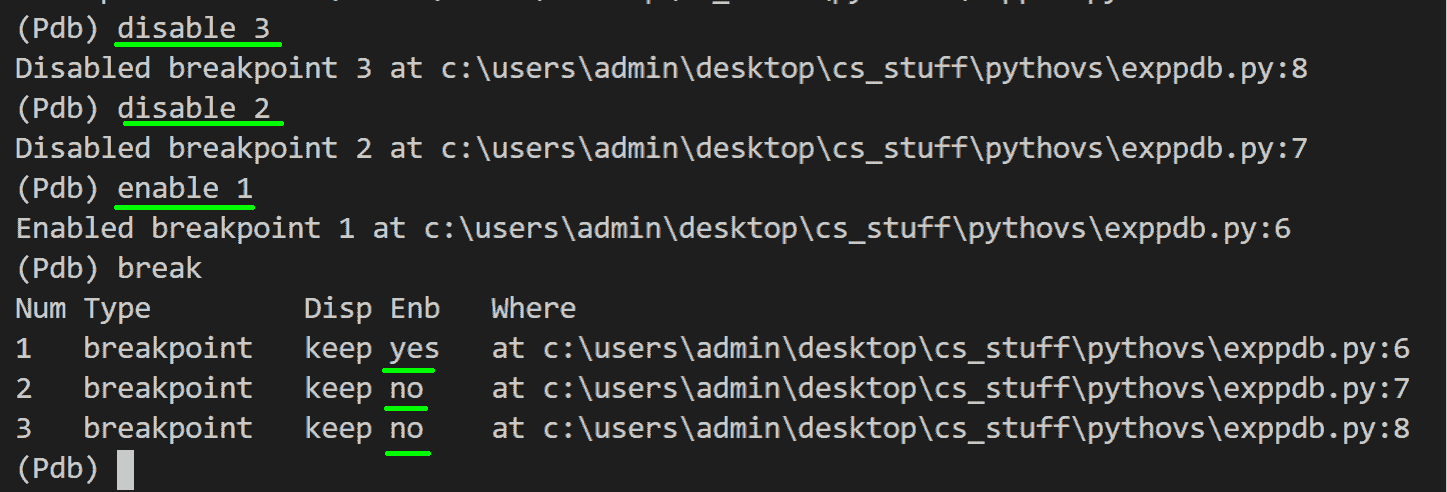 (Pdb) disable 3
Disabled breakpoint 3 at c:\users\admin\desktop\cs_stuff\pythovs\exppdb.py:8
(Pdb) disable 2
Disabled breakpoint 2 at c:\users\admin\desktop\cs_stuff\pythovs\exppdb.py:7
(Pdb) enable 1
Enabled breakpoint 1 at c:\users\admin\desktop\cs_stuff\pythovs\exppdb.py:6
(Pdb) break
Num Type         Disp Enb   Where
1   breakpoint   keep yes   at c:\users\admin\desktop\cs_stuff\pythovs\exppdb.py:6
2   breakpoint   keep no    at c:\users\admin\desktop\cs_stuff\pythovs\exppdb.py:7
3   breakpoint   keep no    at c:\users\admin\desktop\cs_stuff\pythovs\exppdb.py:8
(Pdb)